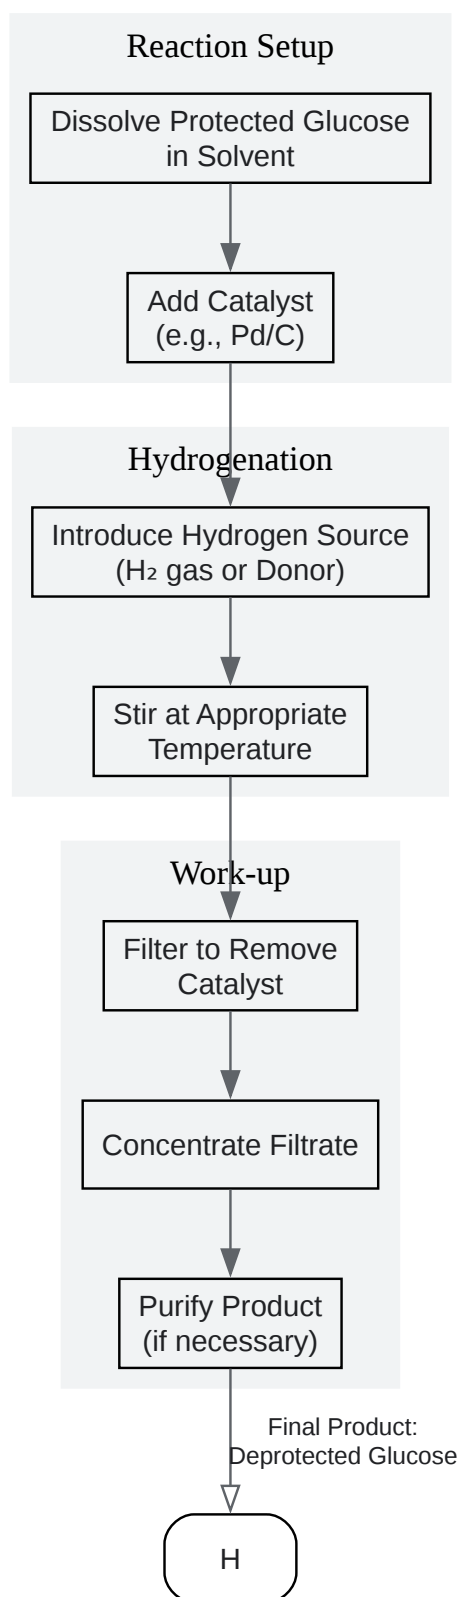 Reaction Setup
Dissolve Protected Glucose
in Solvent
Add Catalyst
(e.g., Pd/C)
Hydrogenation
Introduce Hydrogen Source
(H₂ gas or Donor)
Stir at Appropriate
Temperature
Work-up
Filter to Remove
Catalyst
Concentrate Filtrate
Purify Product
(if necessary)
Final Product:
Deprotected Glucose
H